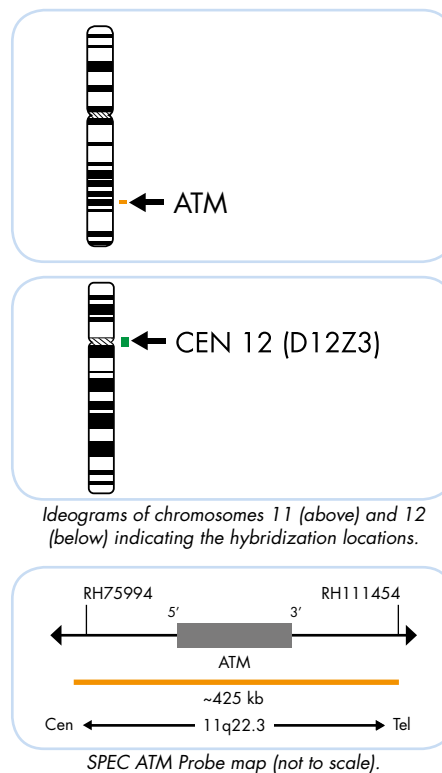 ATM
CEN 12 (D12Z3)
Ideograms of chromosomes 11 (above) and 12
(below) indicating the hybridization locations.
RH75994 RH111454
5’ 3’
ATM
~425 kb
Cen 11q22.3 Tel
SPEC ATM Probe map (not to scale).